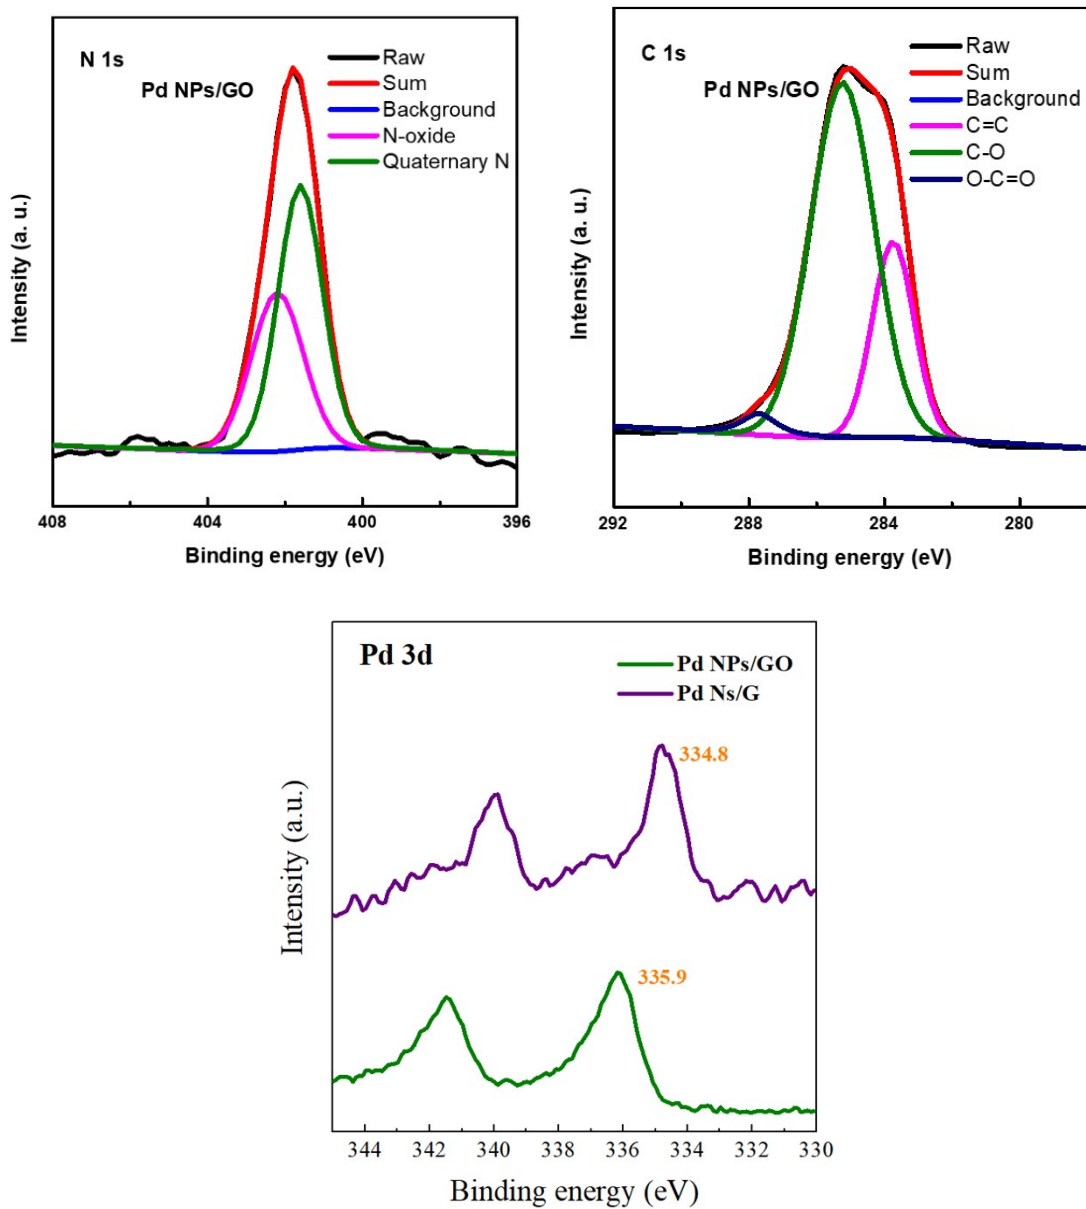 N 1s
Pd NPs/GO
Raw
Sum
Background
N-oxide
Quaternary N
Intensity (a. u.)
408 404 400 396
Binding energy (eV)
C 1s
Pd NPs/GO
Raw
Sum
Background
C=C
C-O
O-C=O
Intensity (a. u.)
292 288 284 280
Binding energy (eV)
Pd 3d
Pd NPs/GO
Pd Ns/G
334.8
335.9
Intensity (a.u.)
344 342 340 338 336 334 332 330
Binding energy (eV)